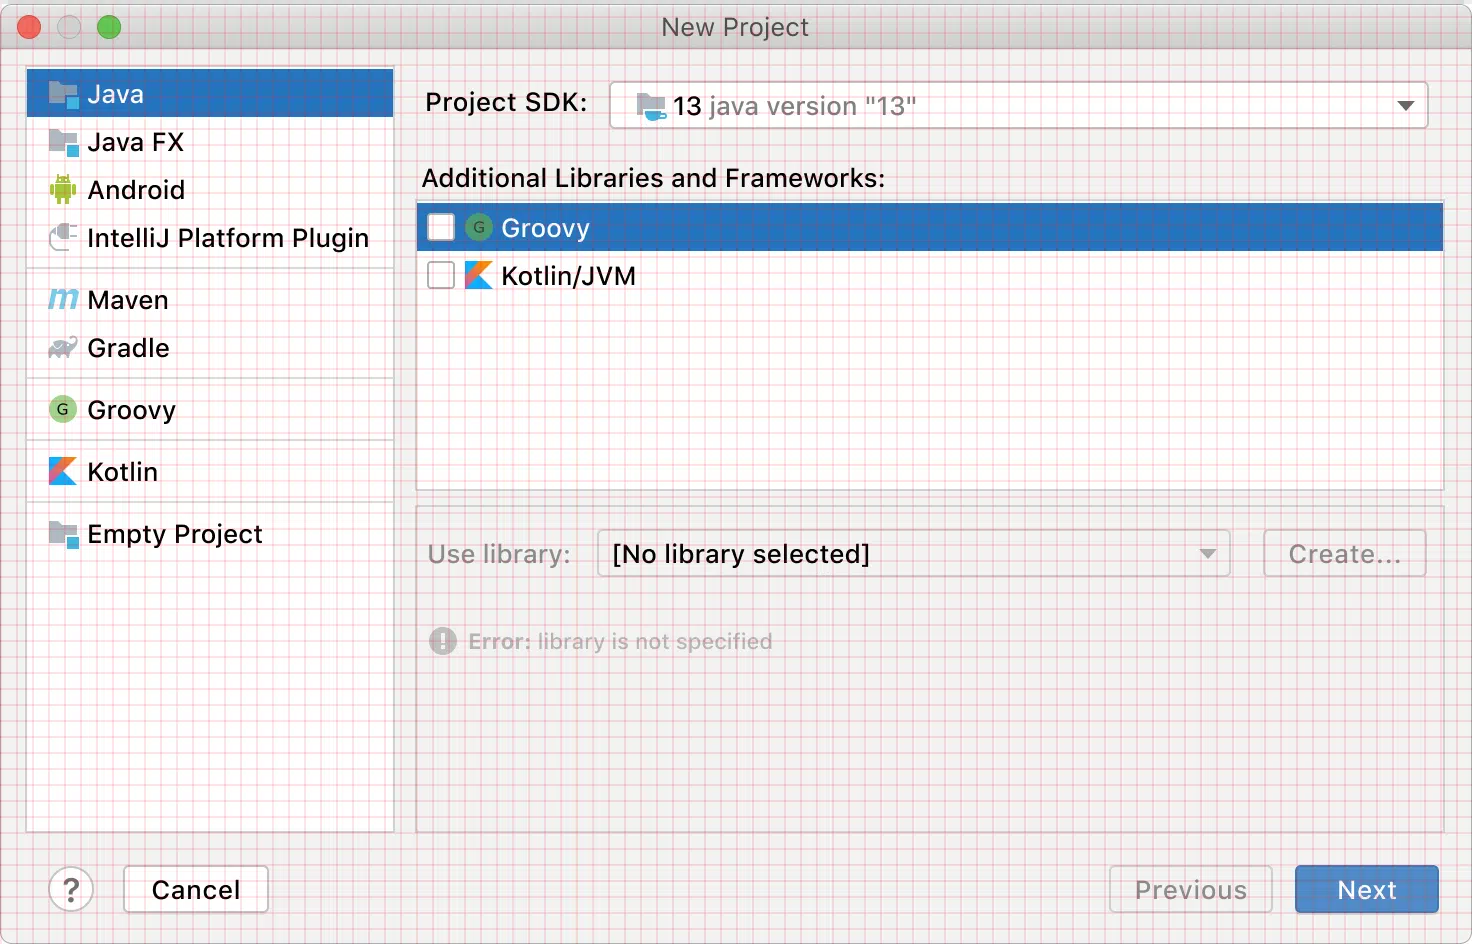 New Project
Java
Java FX
Android
IntelliJ Platform Plugin
Maven
Gradle
G Groovy
Kotlin
Empty Project
Project SDK: 13 java version "13"
Additional Libraries and Frameworks:
G Groovy
Kotlin/JVM
Use library: [No library selected] Create...
Error: library is not specified
? Cancel Previous Next